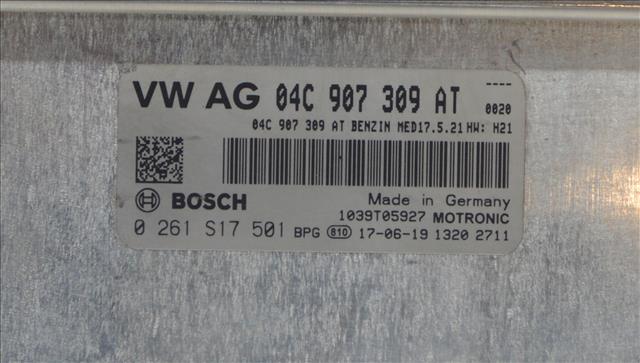 VW AG 04C 907 309 AT ----
0020
04C 907 309 AT BENZIN MED17.5.21 HW: H21
BOSCH
Made in Germany
1039T05927 MOTRONIC
0 261 S17 501 BPG 810 17-06-19 1320 2711